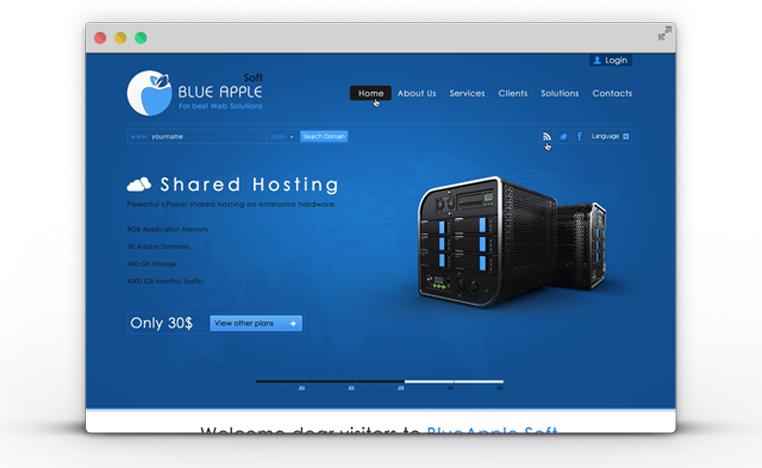 Login
Soft
BLUE APPLE
For best Web Solutions
Home About Us Services Clients Solutions Contacts
www. yourname .com Search Domain
Language
Shared Hosting
Powerful cPanel shared hosting on enterprise hardware.
8GB Application Memory
30 Addon Domains
100 GB Storage
4000 GB Monthly Traffic
Only 30$ View other plans
.01 .02 .03 .04 .05
Welcome dear visitors to BlueApple Soft